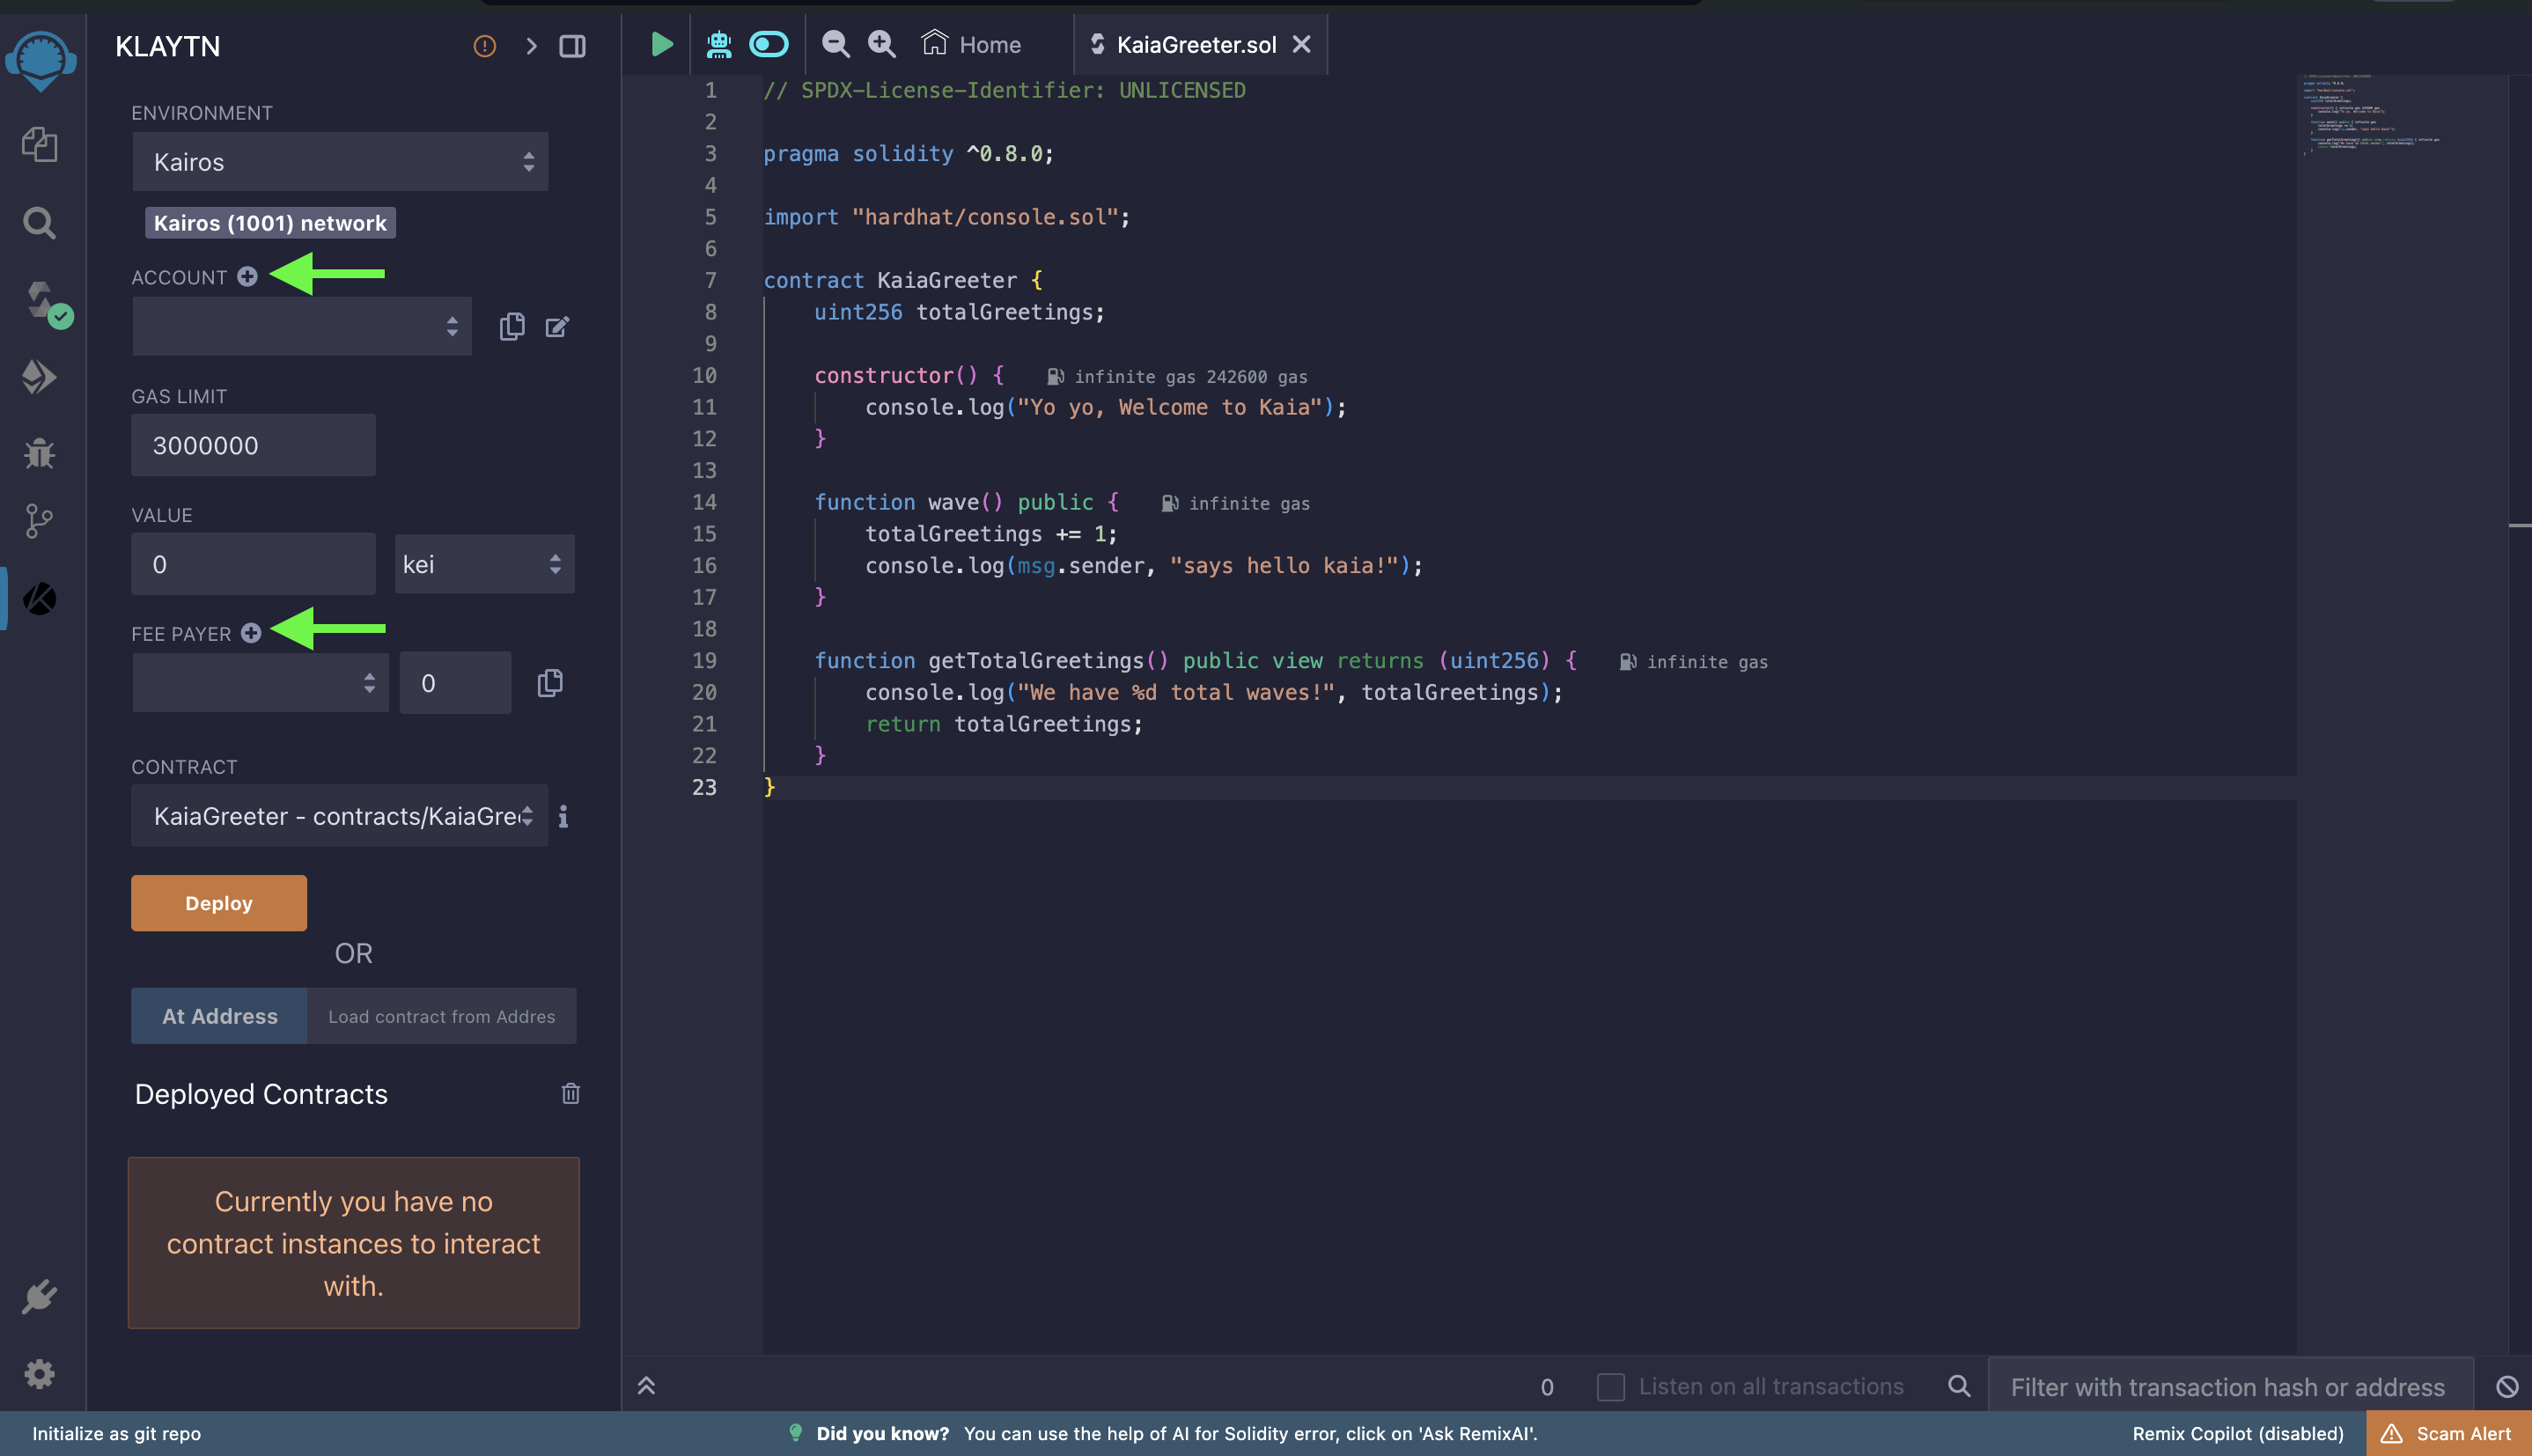 KLAYTN
ENVIRONMENT
Kairos
Kairos (1001) network
ACCOUNT
GAS LIMIT
3000000
VALUE
0
kei
FEE PAYER
0
CONTRACT
KaiaGreeter - contracts/KaiaGre
Deploy
OR
At Address
Load contract from Addres
Deployed Contracts
Currently you have no
contract instances to interact
with.
Home
KaiaGreeter.sol
1 // SPDX-License-Identifier: UNLICENSED
2
3 pragma solidity ^0.8.0;
4
5 import "hardhat/console.sol";
6
7 contract KaiaGreeter {
8 uint256 totalGreetings;
9
10 constructor() { infinite gas 242600 gas
11 console.log("Yo yo, Welcome to Kaia");
12 }
13
14 function wave() public { infinite gas
15 totalGreetings += 1;
16 console.log(msg.sender, "says hello kaia!");
17 }
18
19 function getTotalGreetings() public view returns (uint256) { infinite gas
20 console.log("We have %d total waves!", totalGreetings);
21 return totalGreetings;
22 }
23 }
0
Listen on all transactions
Filter with transaction hash or address
Initialize as git repo
Did you know? You can use the help of AI for Solidity error, click on 'Ask RemixAI'.
Remix Copilot (disabled)
Scam Alert